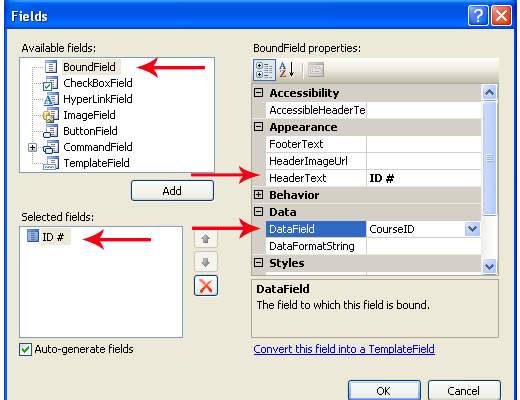 Fields
Available fields:
BoundField
CheckBoxField
HyperLinkField
ImageField
ButtonField
CommandField
TemplateField
Add
Selected fields:
ID #
Auto-generate fields
BoundField properties:
Accessibility
AccessibleHeaderTe
Appearance
FooterText
HeaderImageUrl
HeaderText ID #
Behavior
Data
DataField CourseID
DataFormatString
Styles
DataField
The field to which this field is bound.
Convert this field into a TemplateField
OK Cancel